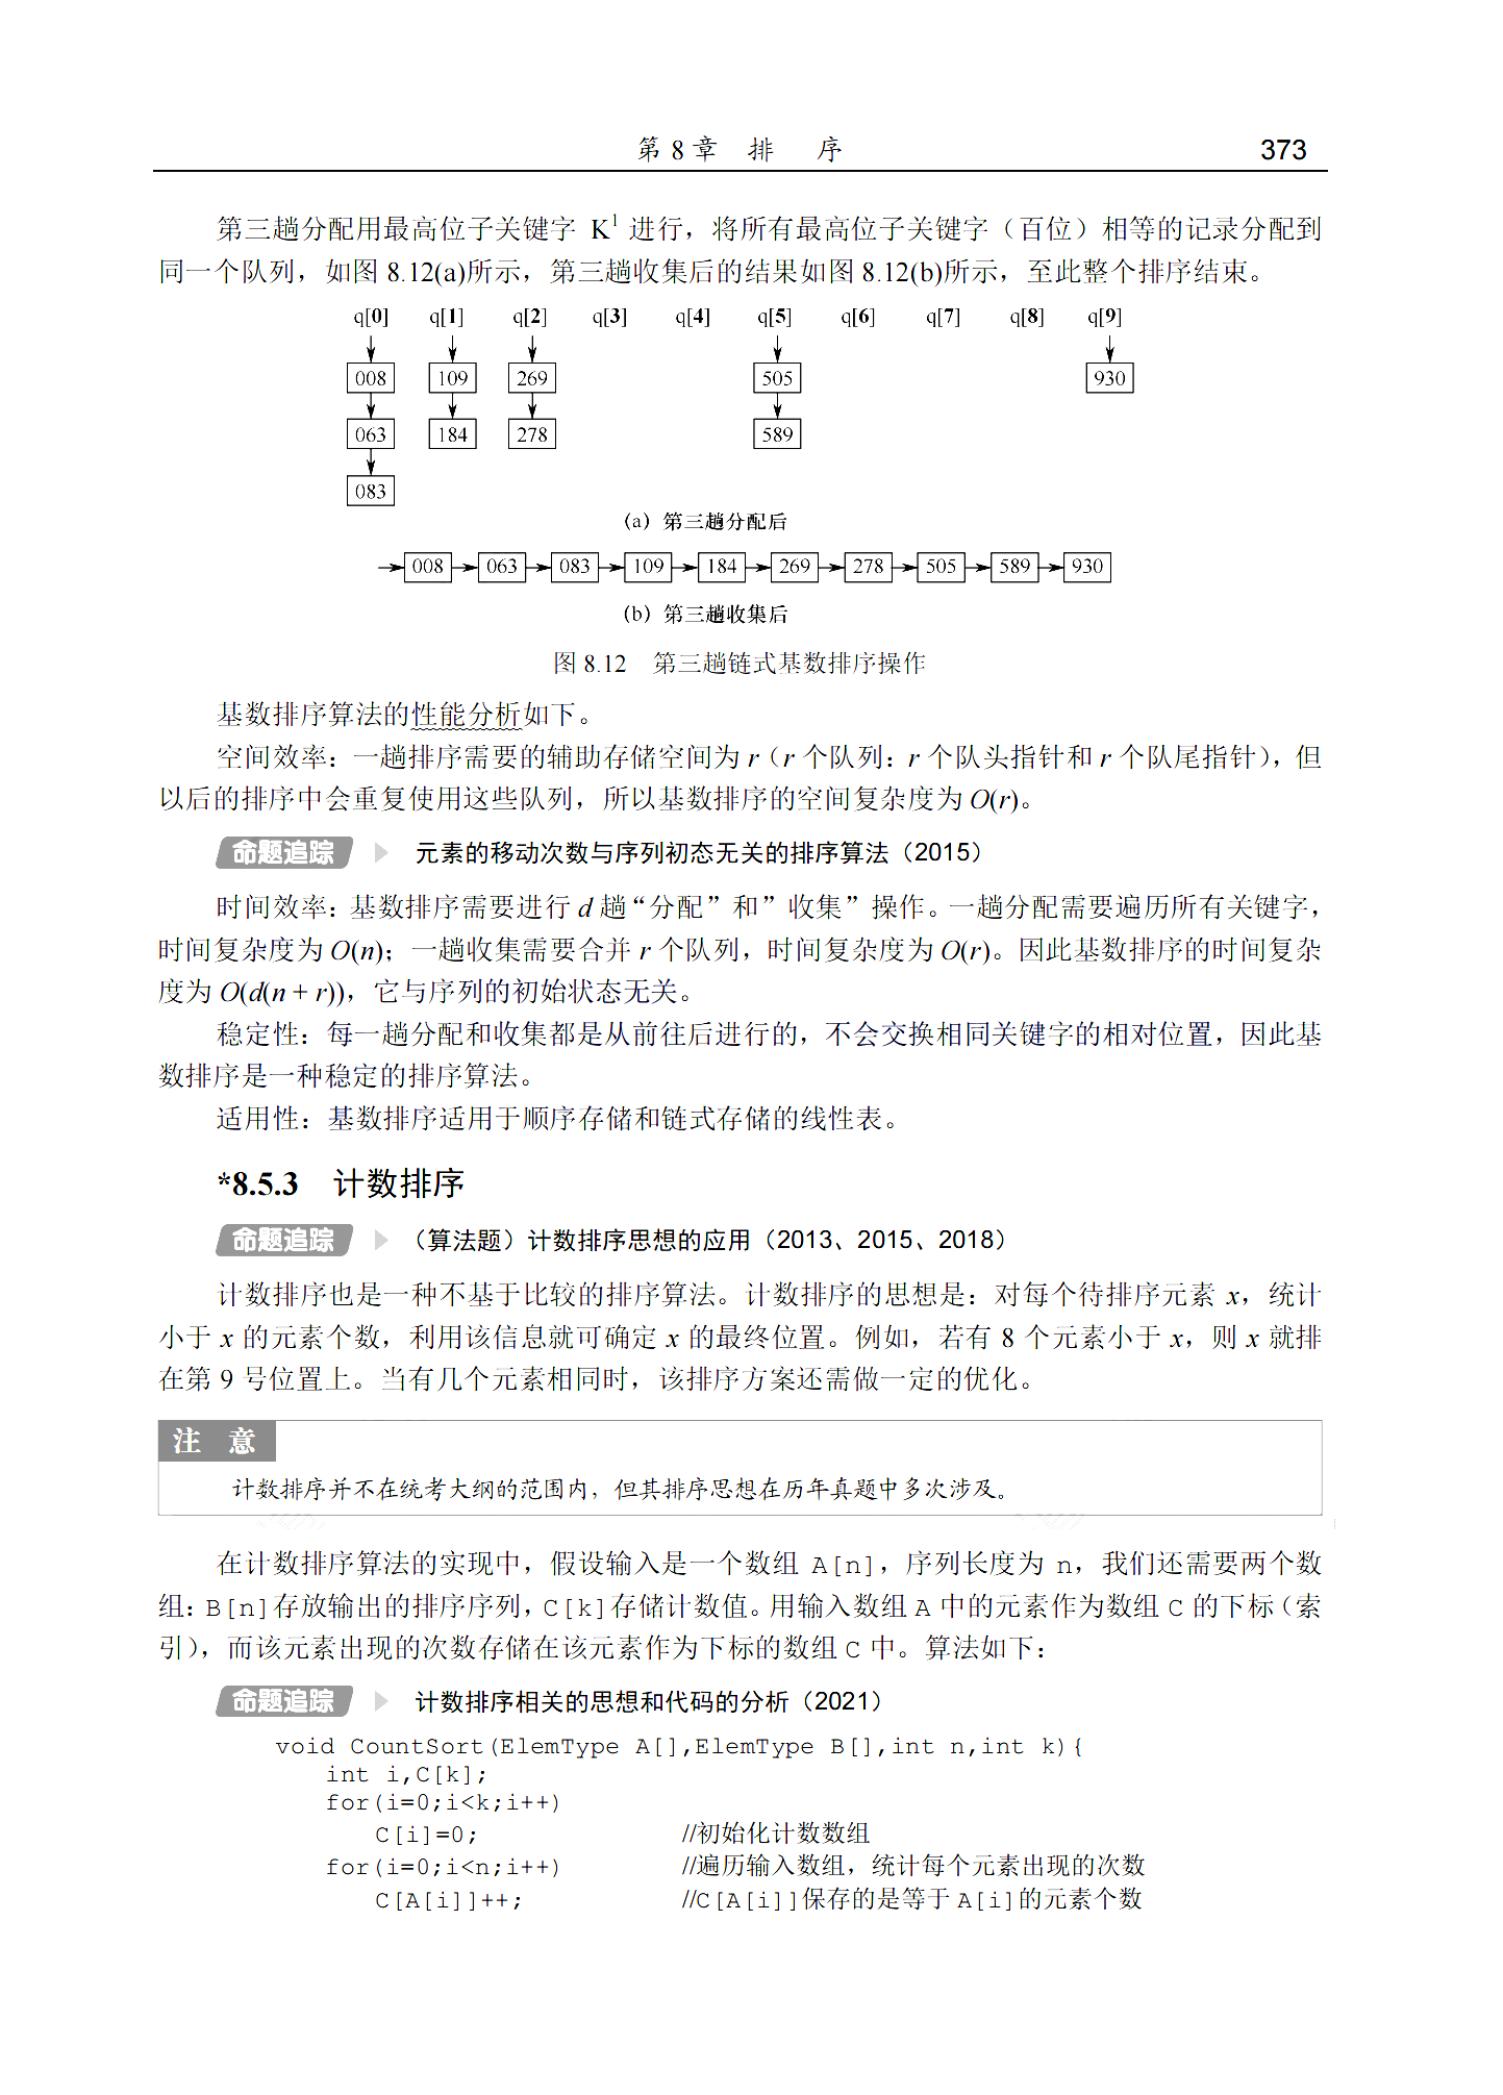 第 8 章 排 序 373
第三趟分配用最高位子关键字 K¹ 进行，将所有最高位子关键字（百位）相等的记录分配到
同一个队列，如图 8.12(a)所示，第三趟收集后的结果如图 8.12(b)所示，至此整个排序结束。
q[0] q[1] q[2] q[3] q[4] q[5] q[6] q[7] q[8] q[9]
008 109 269 505 930
063 184 278 589
083
(a) 第三趟分配后
008 063 083 109 184 269 278 505 589 930
(b) 第三趟收集后
图 8.12 第三趟链式基数排序操作
基数排序算法的性能分析如下。
空间效率：一趟排序需要的辅助存储空间为 r（r 个队列：r 个队头指针和 r 个队尾指针），但
以后的排序中会重复使用这些队列，所以基数排序的空间复杂度为 O(r)。
命题追踪 元素的移动次数与序列初态无关的排序算法（2015）
时间效率：基数排序需要进行 d 趟“分配”和”收集”操作。一趟分配需要遍历所有关键字，
时间复杂度为 O(n)；一趟收集需要合并 r 个队列，时间复杂度为 O(r)。因此基数排序的时间复杂
度为 O(d(n + r))，它与序列的初始状态无关。
稳定性：每一趟分配和收集都是从前往后进行的，不会交换相同关键字的相对位置，因此基
数排序是一种稳定的排序算法。
适用性：基数排序适用于顺序存储和链式存储的线性表。
*8.5.3 计数排序
命题追踪 （算法题）计数排序思想的应用（2013、2015、2018）
计数排序也是一种不基于比较的排序算法。计数排序的思想是：对每个待排序元素 x，统计
小于 x 的元素个数，利用该信息就可确定 x 的最终位置。例如，若有 8 个元素小于 x，则 x 就排
在第 9 号位置上。当有几个元素相同时，该排序方案还需做一定的优化。
注 意
计数排序并不在统考大纲的范围内，但其排序思想在历年真题中多次涉及。
在计数排序算法的实现中，假设输入是一个数组 A[n]，序列长度为 n，我们还需要两个数
组：B[n]存放输出的排序序列，C[k]存储计数值。用输入数组 A 中的元素作为数组 C 的下标（索
引），而该元素出现的次数存储在该元素作为下标的数组 C 中。算法如下：
命题追踪 计数排序相关的思想和代码的分析（2021）
void CountSort(ElemType A[],ElemType B[],int n,int k){
int i,C[k];
for(i=0;i<k;i++)
C[i]=0; //初始化计数数组
for(i=0;i<n;i++) //遍历输入数组，统计每个元素出现的次数
C[A[i]]++; //C[A[i]]保存的是等于 A[i]的元素个数